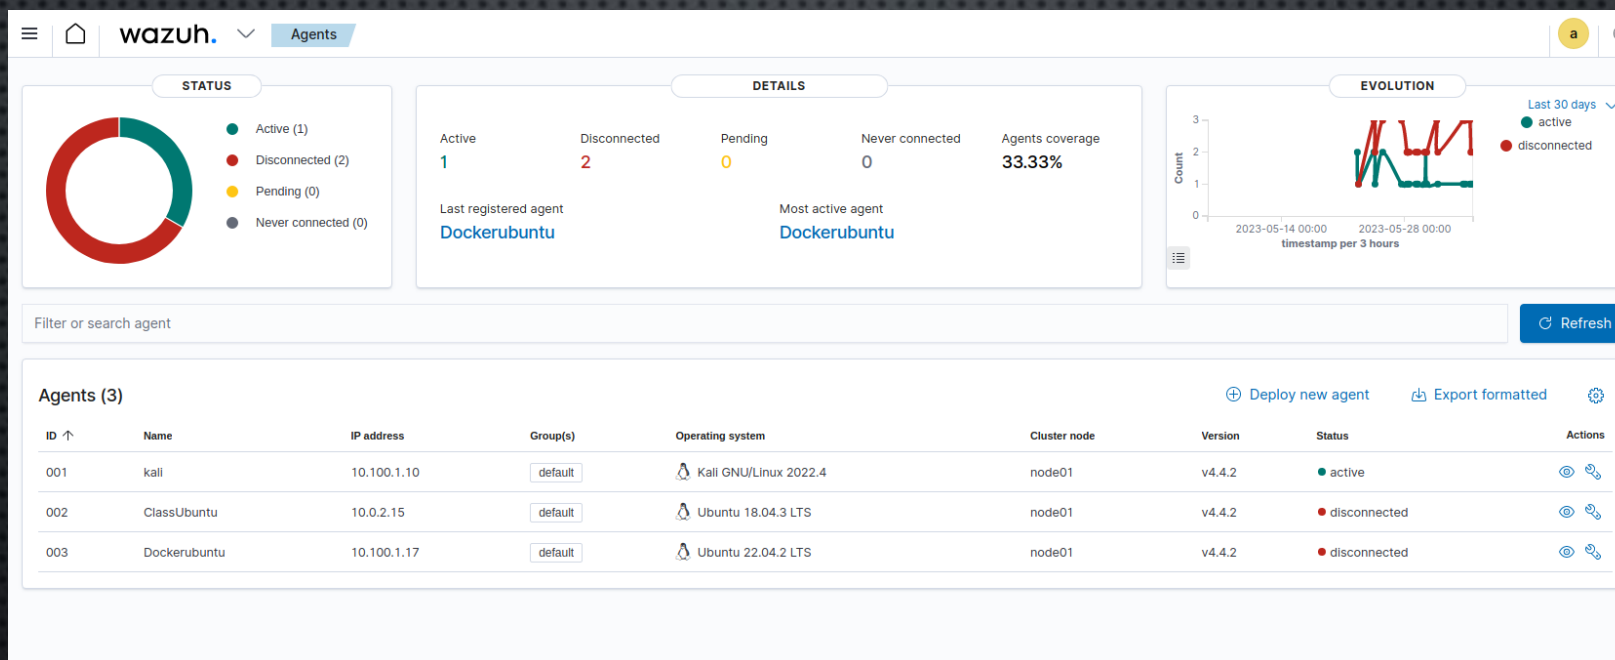 wazuh. Agents a
STATUS
Active (1)
Disconnected (2)
Pending (0)
Never connected (0)
DETAILS
Active Disconnected Pending Never connected Agents coverage
1 2 0 0 33.33%
Last registered agent Most active agent
Dockerubuntu Dockerubuntu
EVOLUTION
Last 30 days
active
disconnected
3
2
1
0
Count
2023-05-14 00:00 2023-05-28 00:00
timestamp per 3 hours
Filter or search agent Refresh
Agents (3) Deploy new agent Export formatted
ID Name IP address Group(s) Operating system Cluster node Version Status Actions
001 kali 10.100.1.10 default Kali GNU/Linux 2022.4 node01 v4.4.2 active
002 ClassUbuntu 10.0.2.15 default Ubuntu 18.04.3 LTS node01 v4.4.2 disconnected
003 Dockerubuntu 10.100.1.17 default Ubuntu 22.04.2 LTS node01 v4.4.2 disconnected